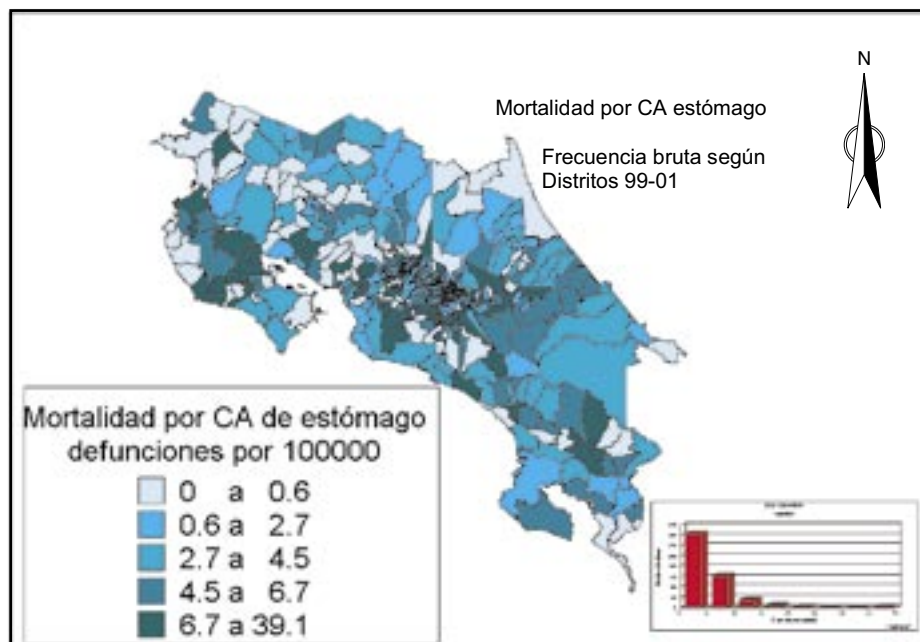 N
Mortalidad por CA estómago
Frecuencia bruta según
Distritos 99-01
Mortalidad por CA de estómago
defunciones por 100000
0 a 0.6
0.6 a 2.7
2.7 a 4.5
4.5 a 6.7
6.7 a 39.1